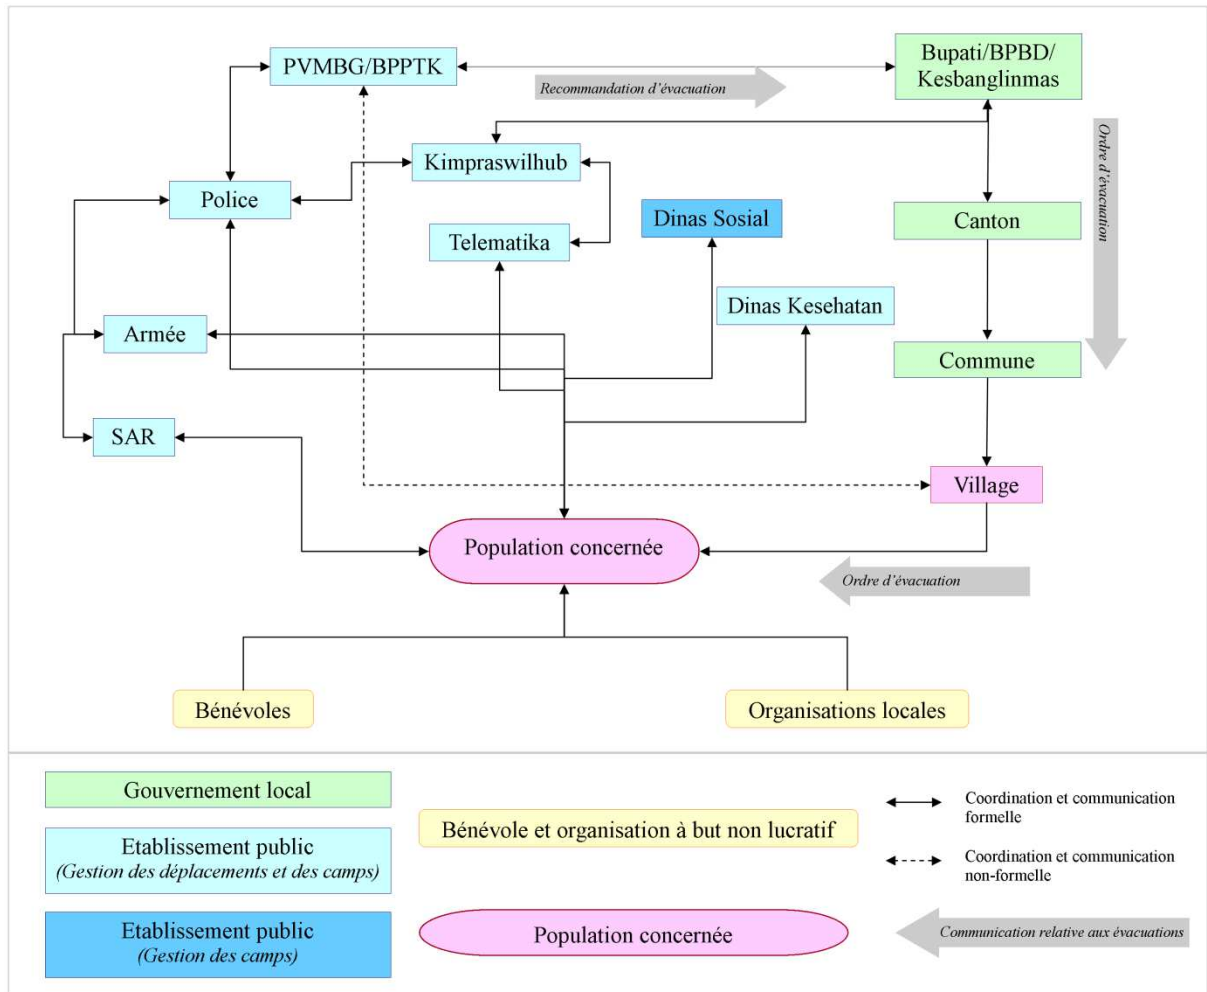 PVMBG/BPPTK
Bupati/BPBD/
Kesbanglinmas
Recommandation d'évacuation
Ordre d'évacuation
Kimpraswilhub
Police
Dinas Sosial
Canton
Telematika
Dinas Kesehatan
Armée
Commune
SAR
Village
Population concernée
Ordre d'évacuation
Bénévoles
Organisations locales
Gouvernement local
Etablissement public
(Gestion des déplacements et des camps)
Etablissement public
(Gestion des camps)
Bénévole et organisation à but non lucratif
Population concernée
Coordination et communication
formelle
Coordination et communication
non-formelle
Communication relative aux évacuations